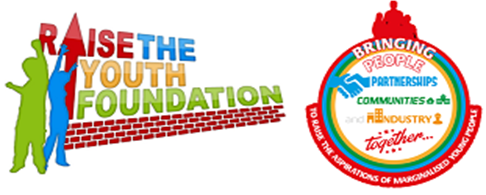 RAISE THE
YOUTH
FOUNDATION
BRINGING
PEOPLE
PARTNERSHIPS
COMMUNITIES
and INDUSTRY
together...
TO RAISE THE ASPIRATIONS OF MARGINALISED YOUNG PEOPLE